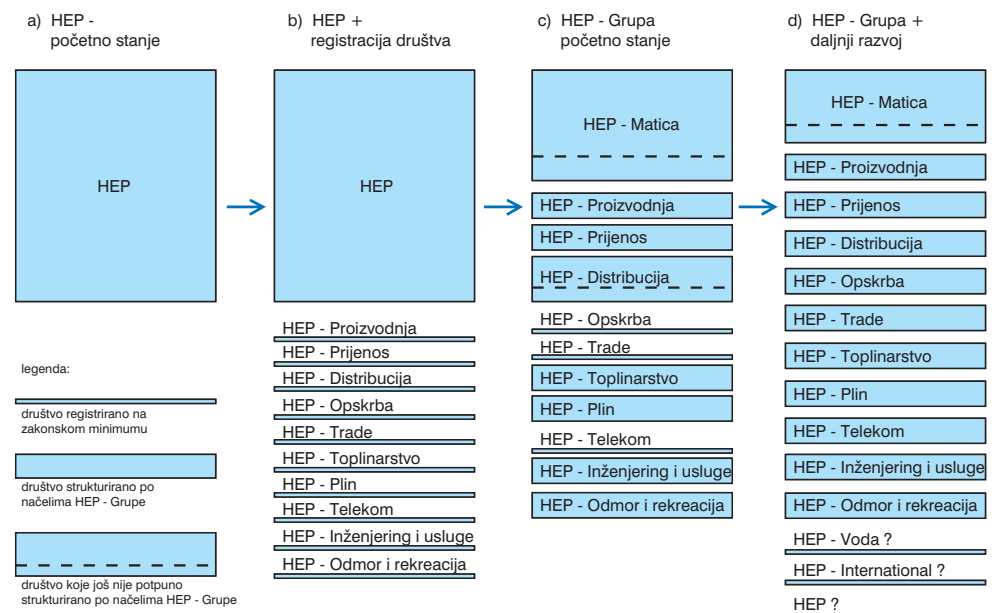 a) HEP -
početno stanje
HEP
legenda:
društvo registrirano na
zakonskom minimumu
društvo strukturirano po
načelima HEP - Grupe
društvo koje još nije potpuno
strukturirano po načelima HEP - Grupe
b) HEP +
registracija društva
HEP
HEP - Proizvodnja
HEP - Prijenos
HEP - Distribucija
HEP - Opskrba
HEP - Trade
HEP - Toplinarstvo
HEP - Plin
HEP - Telekom
HEP - Inženjering i usluge
HEP - Odmor i rekreacija
c) HEP - Grupa
početno stanje
HEP - Matica
HEP - Proizvodnja
HEP - Prijenos
HEP - Distribucija
HEP - Opskrba
HEP - Trade
HEP - Toplinarstvo
HEP - Plin
HEP - Telekom
HEP - Inženjering i usluge
HEP - Odmor i rekreacija
d) HEP - Grupa +
daljnji razvoj
HEP - Matica
HEP - Proizvodnja
HEP - Prijenos
HEP - Distribucija
HEP - Opskrba
HEP - Trade
HEP - Toplinarstvo
HEP - Plin
HEP - Telekom
HEP - Inženjering i usluge
HEP - Odmor i rekreacija
HEP - Voda ?
HEP - International ?
HEP ?